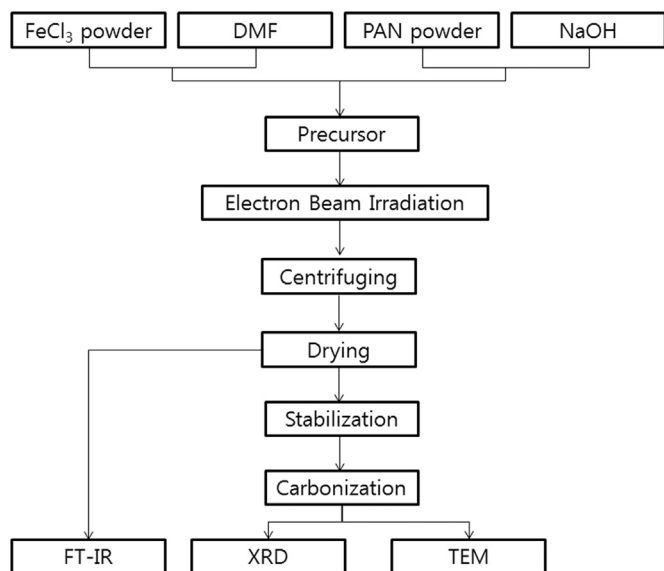 FeCl₃ powder
DMF
PAN powder
NaOH
Precursor
Electron Beam Irradiation
Centrifuging
Drying
Stabilization
Carbonization
FT-IR
XRD
TEM